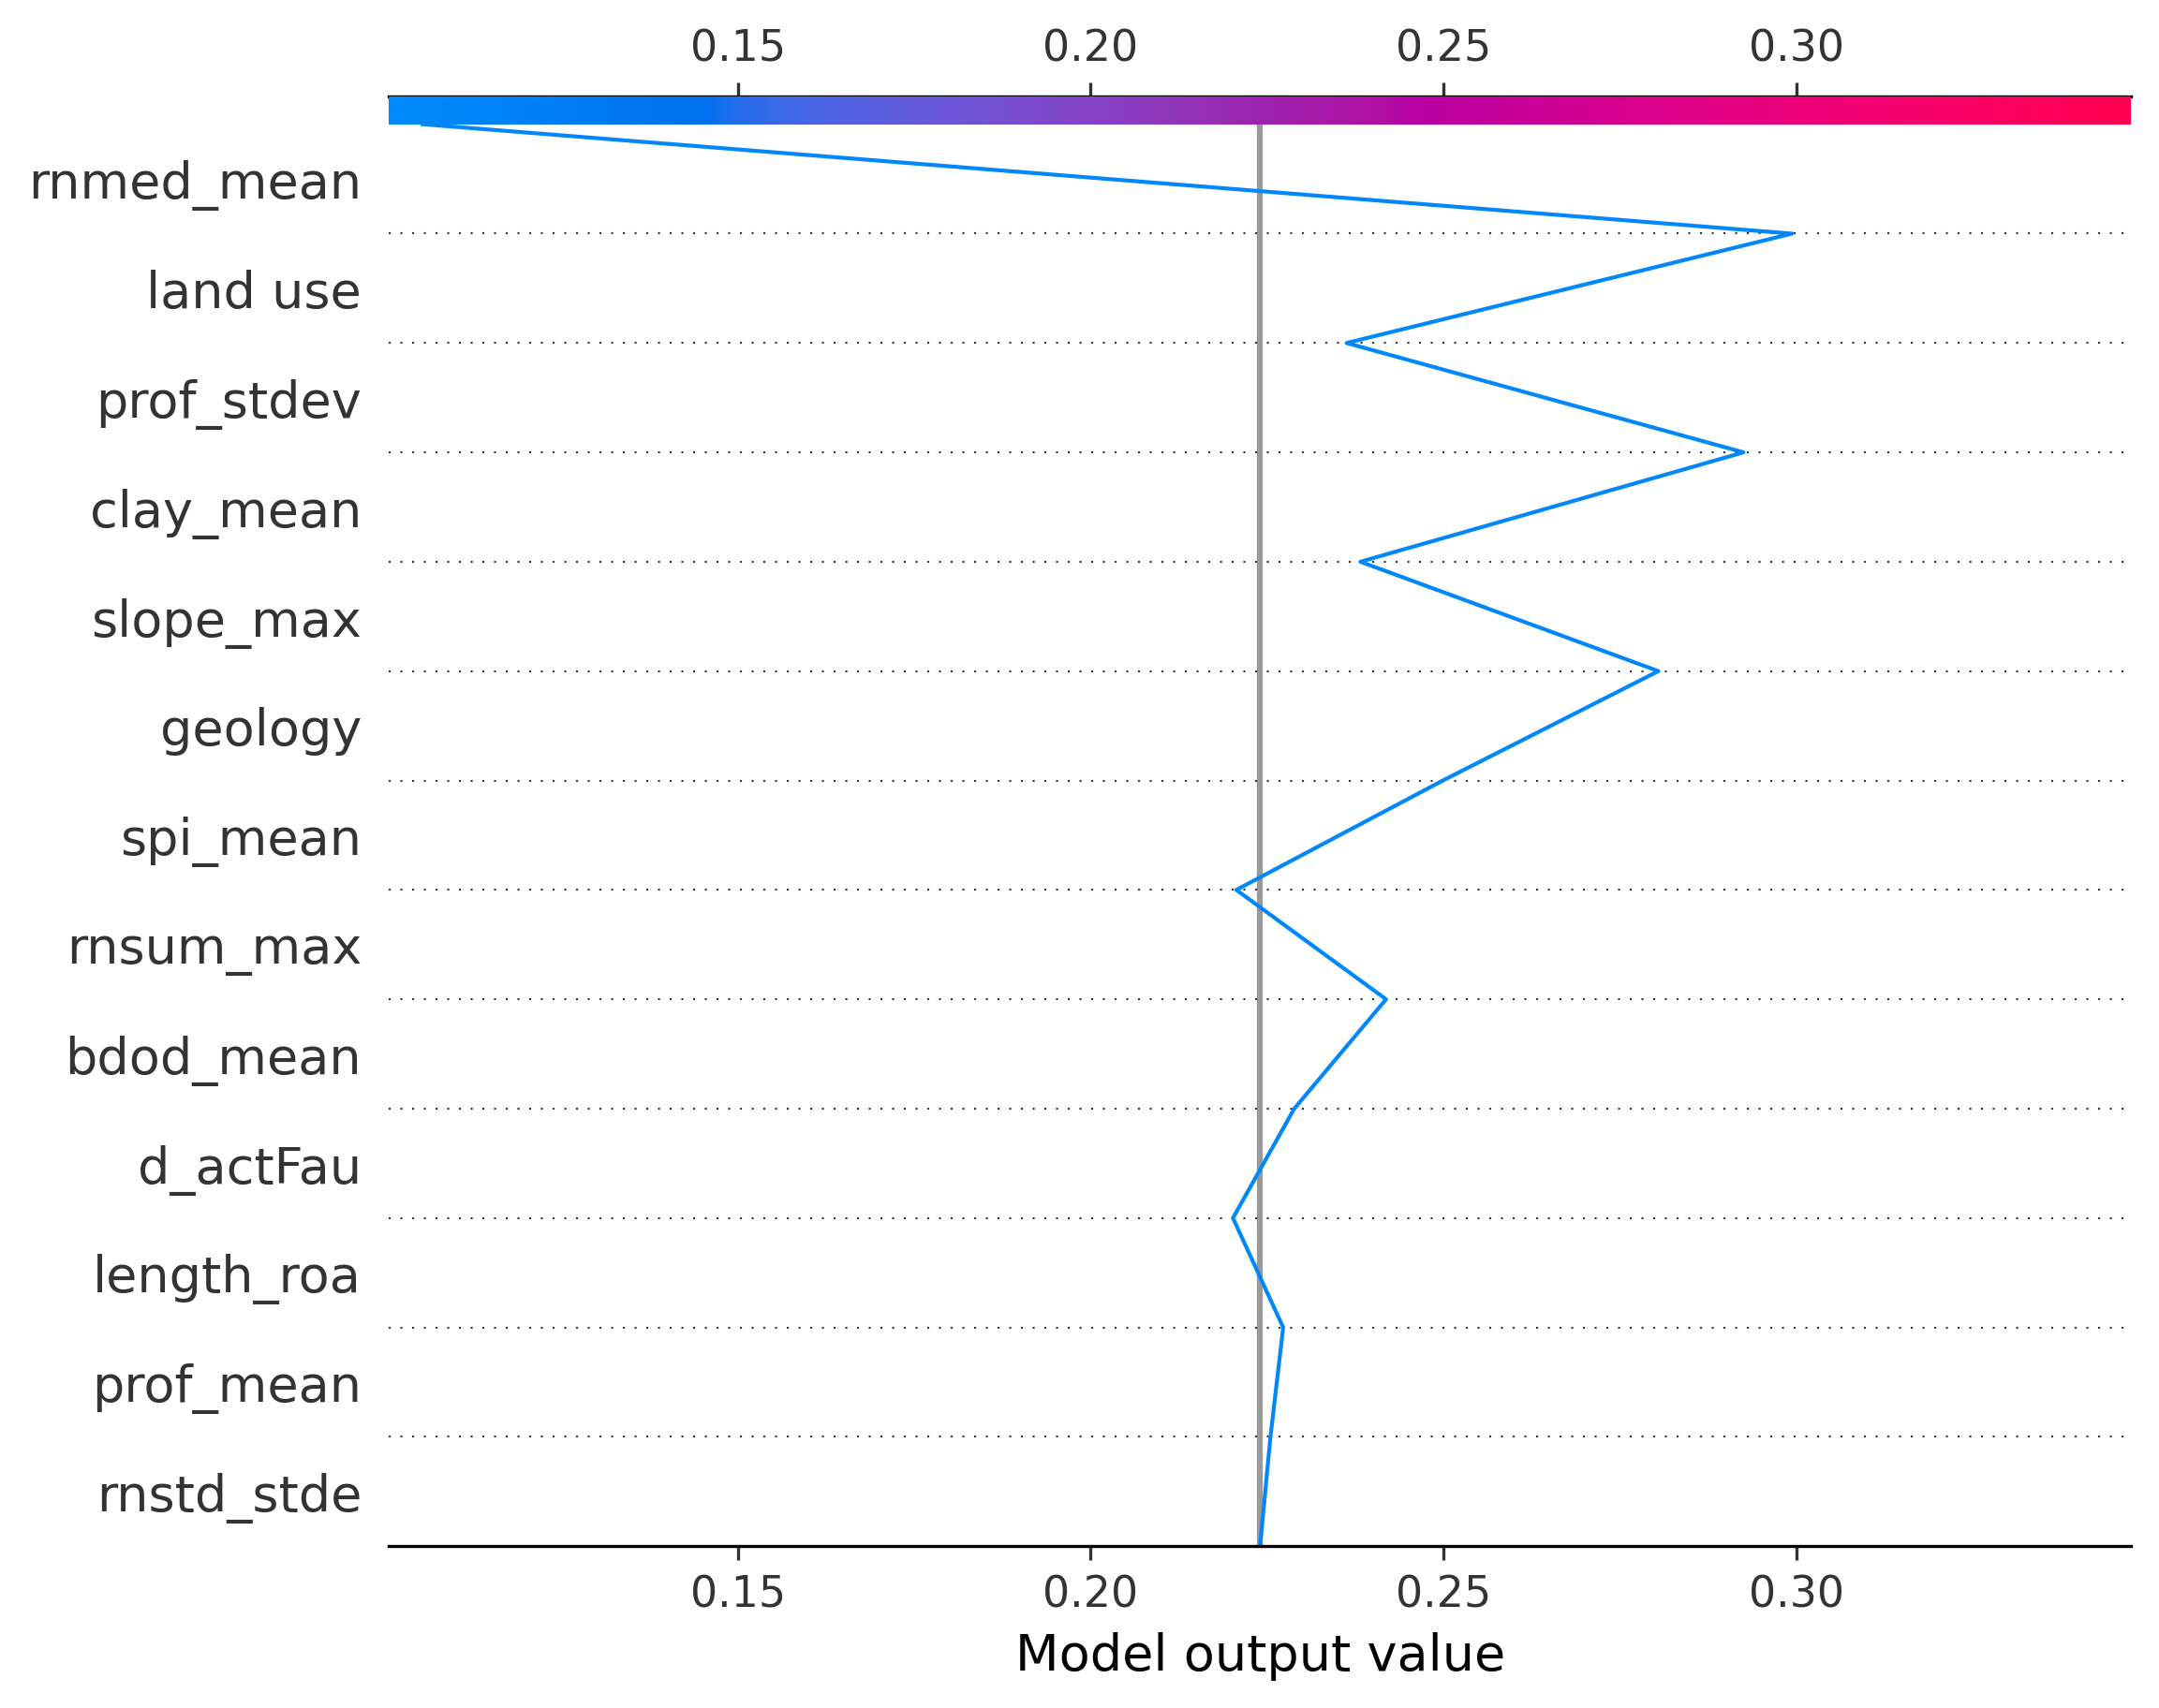 0.15 0.20 0.25 0.30
rnmed_mean
land use
prof_stdev
clay_mean
slope_max
geology
spi_mean
rnsum_max
bdod_mean
d_actFau
length_roa
prof_mean
rnstd_stde
0.15 0.20 0.25 0.30
Model output value